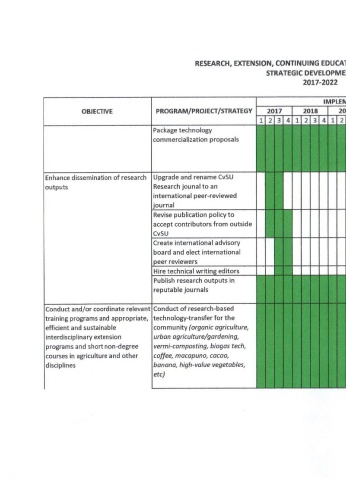 RESEARCH, EXTENSION, CONTINUING EDUCAT
STRATEGIC DEVELOPME
2017-2022
IMPLEM
OBJECTIVE PROGRAM/PROJECT/STRATEGY 2017 2018 20
1 2 3 4 1 2 3 4 1 2
Package technology
commercialization proposals
Enhance dissemination of research
outputs
Upgrade and rename CvSU
Research jounal to an
international peer-reviewed
journal
Revise publication policy to
accept contributors from outside
CvSU
Create international advisory
board and elect international
peer reviewers
Hire technical writing editors
Publish research outputs in
reputable journals
Conduct and/or coordinate relevant
training programs and appropriate,
efficient and sustainable
interdisciplinary extension
programs and short non-degree
courses in agriculture and other
disciplines
Conduct of research-based
technology-transfer for the
community (organic agriculture,
urban agriculture/gardening,
vermi-composting, biogas tech,
coffee, macapuno, cacao,
banana, high-value vegetables,
etc)